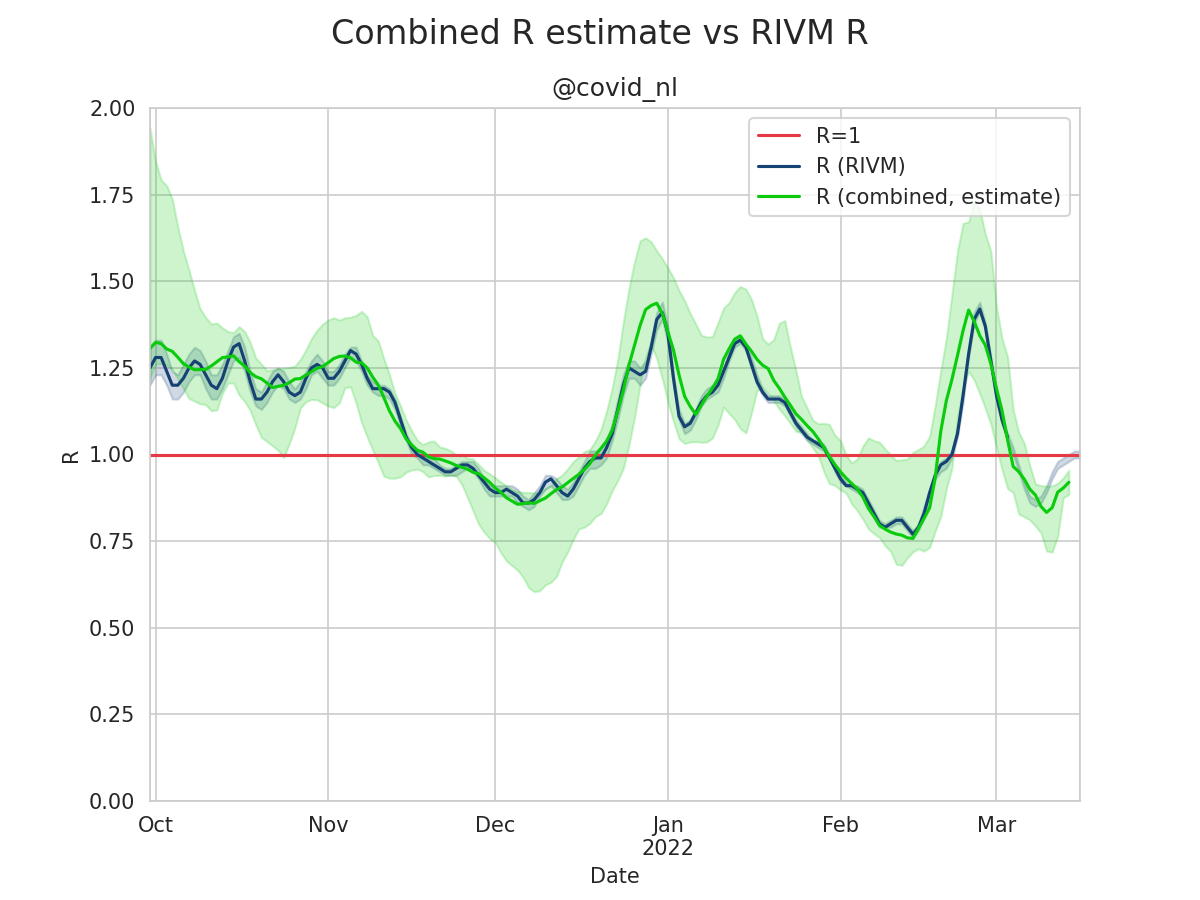 Combined R estimate vs RIVM R
@covid_nl
R=1
R (RIVM)
R (combined, estimate)
2.00
1.75
1.50
1.25
1.00
0.75
0.50
0.25
0.00
R
Oct Nov Dec Jan Feb Mar
2022
Date